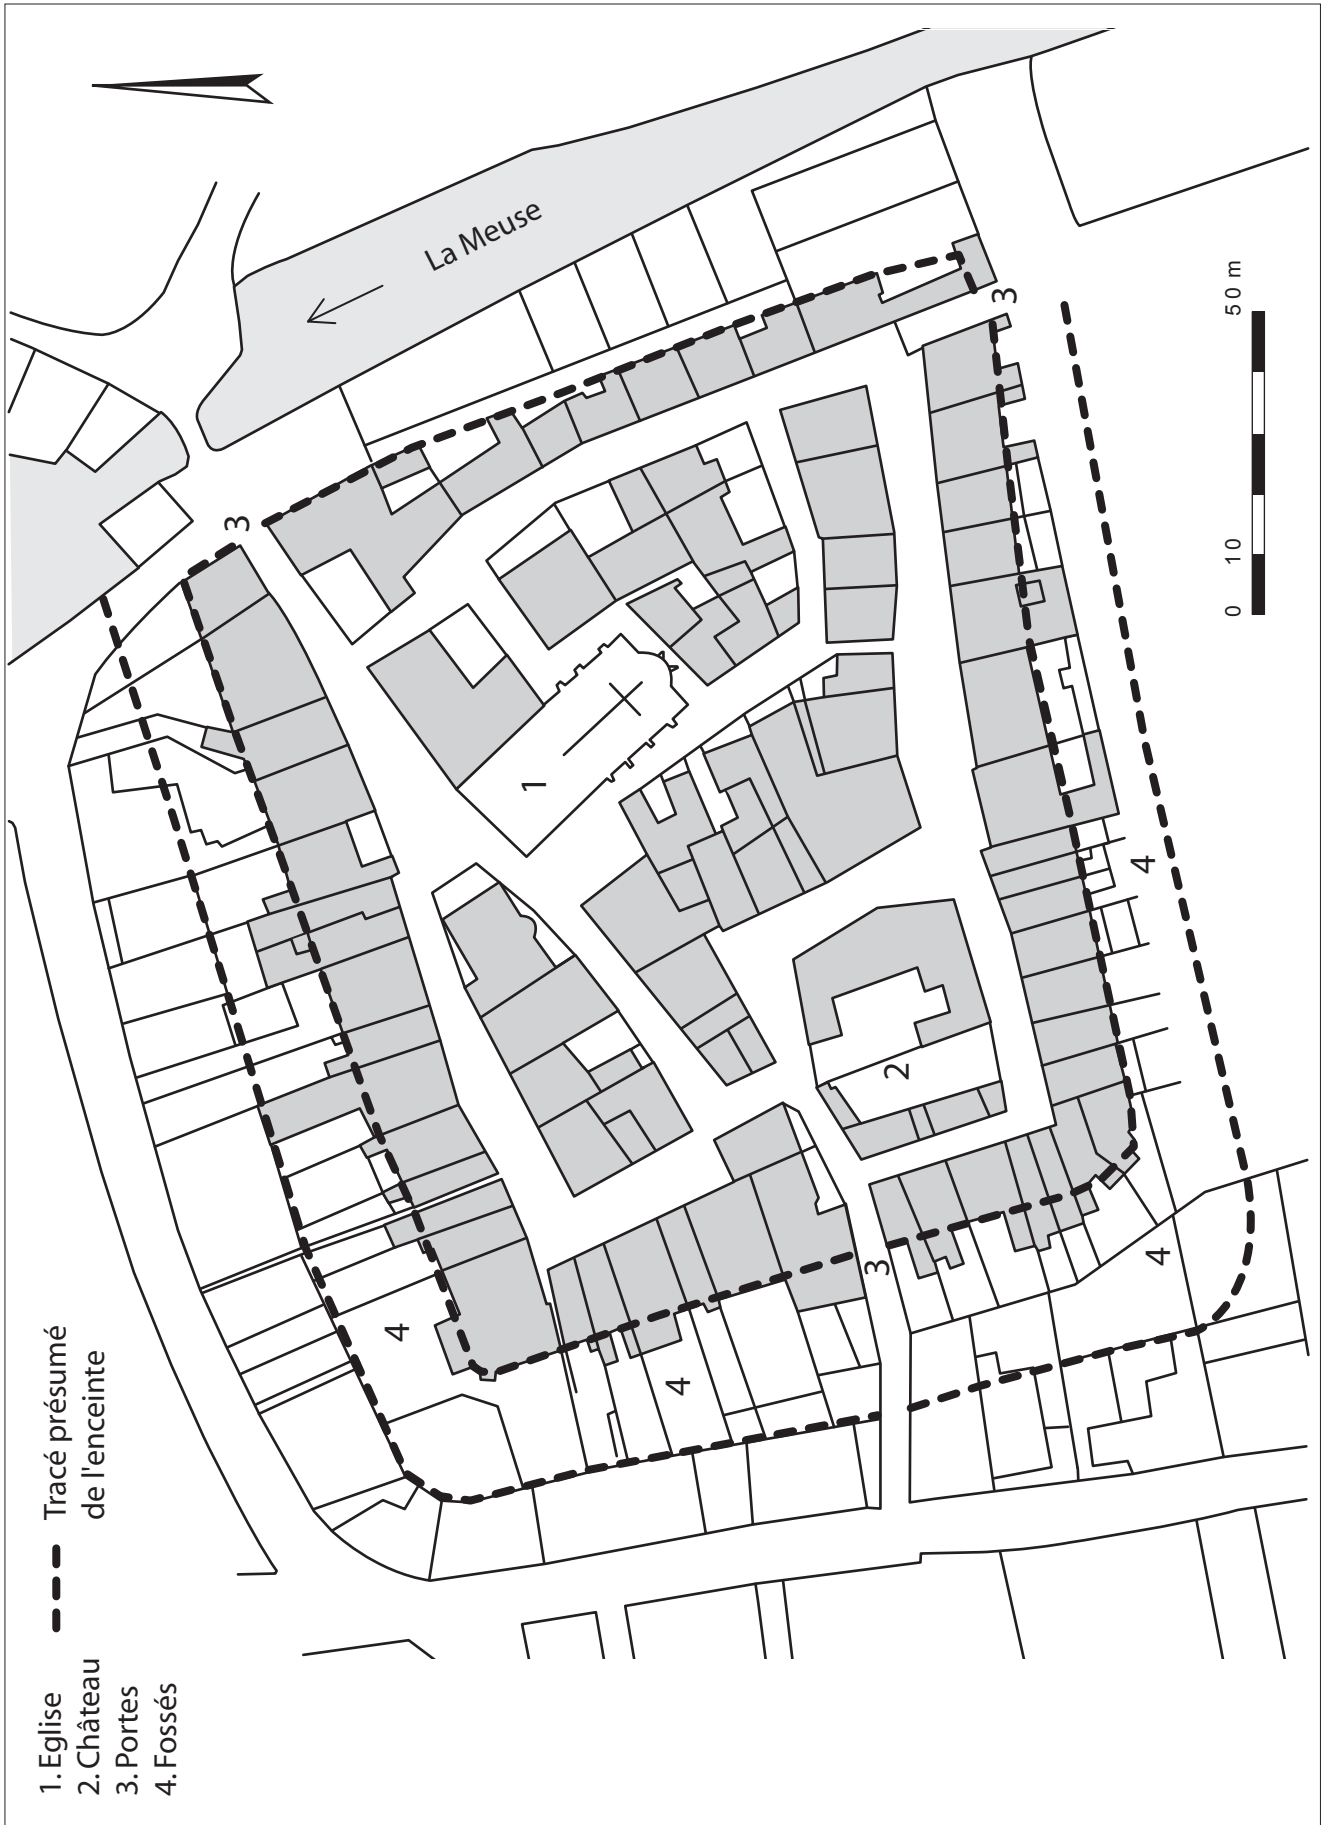 1. Eglise
2. Château
3. Portes
4. Fossés
Tracé présumé
de l'enceinte
La Meuse
3
3
1
2
3
4
4
4
4
0 10 50 m